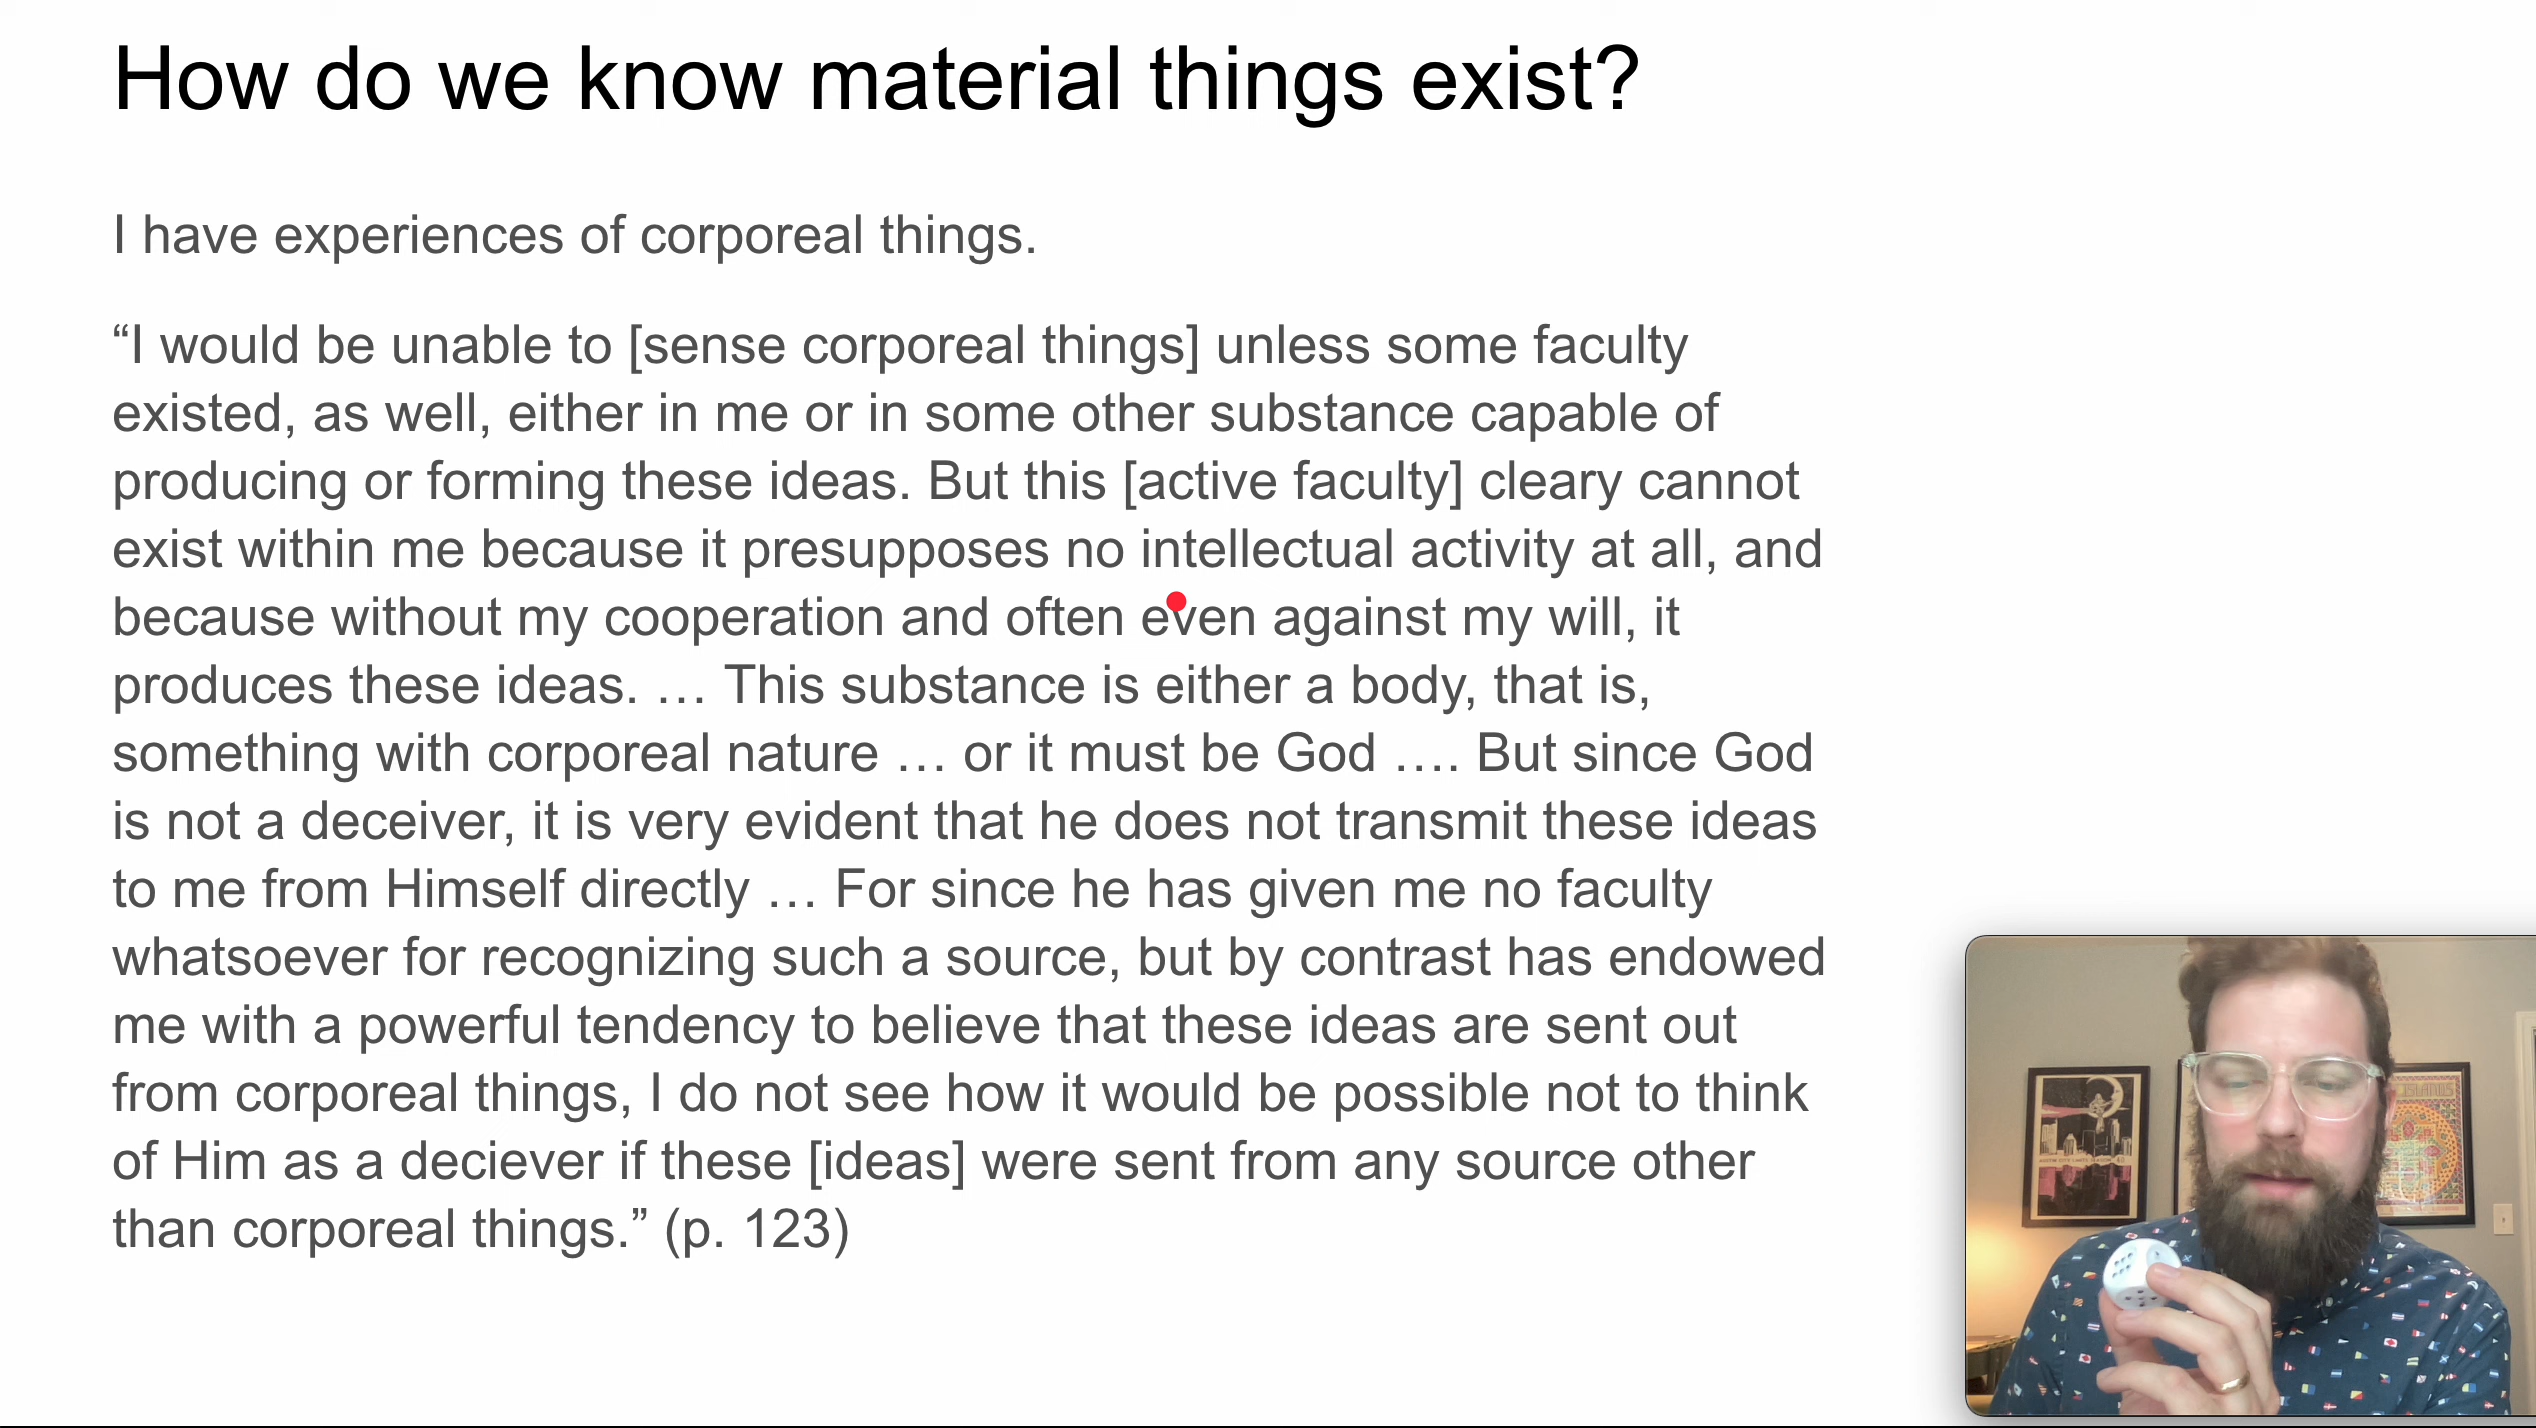 How do we know material things exist?
I have experiences of corporeal things.
“I would be unable to [sense corporeal things] unless some faculty
existed, as well, either in me or in some other substance capable of
producing or forming these ideas. But this [active faculty] cleary cannot
exist within me because it presupposes no intellectual activity at all, and
because without my cooperation and often even against my will, it
produces these ideas. … This substance is either a body, that is,
something with corporeal nature … or it must be God …. But since God
is not a deceiver, it is very evident that he does not transmit these ideas
to me from Himself directly … For since he has given me no faculty
whatsoever for recognizing such a source, but by contrast has endowed
me with a powerful tendency to believe that these ideas are sent out
from corporeal things, I do not see how it would be possible not to think
of Him as a deciever if these [ideas] were sent from any source other
than corporeal things.” (p. 123)